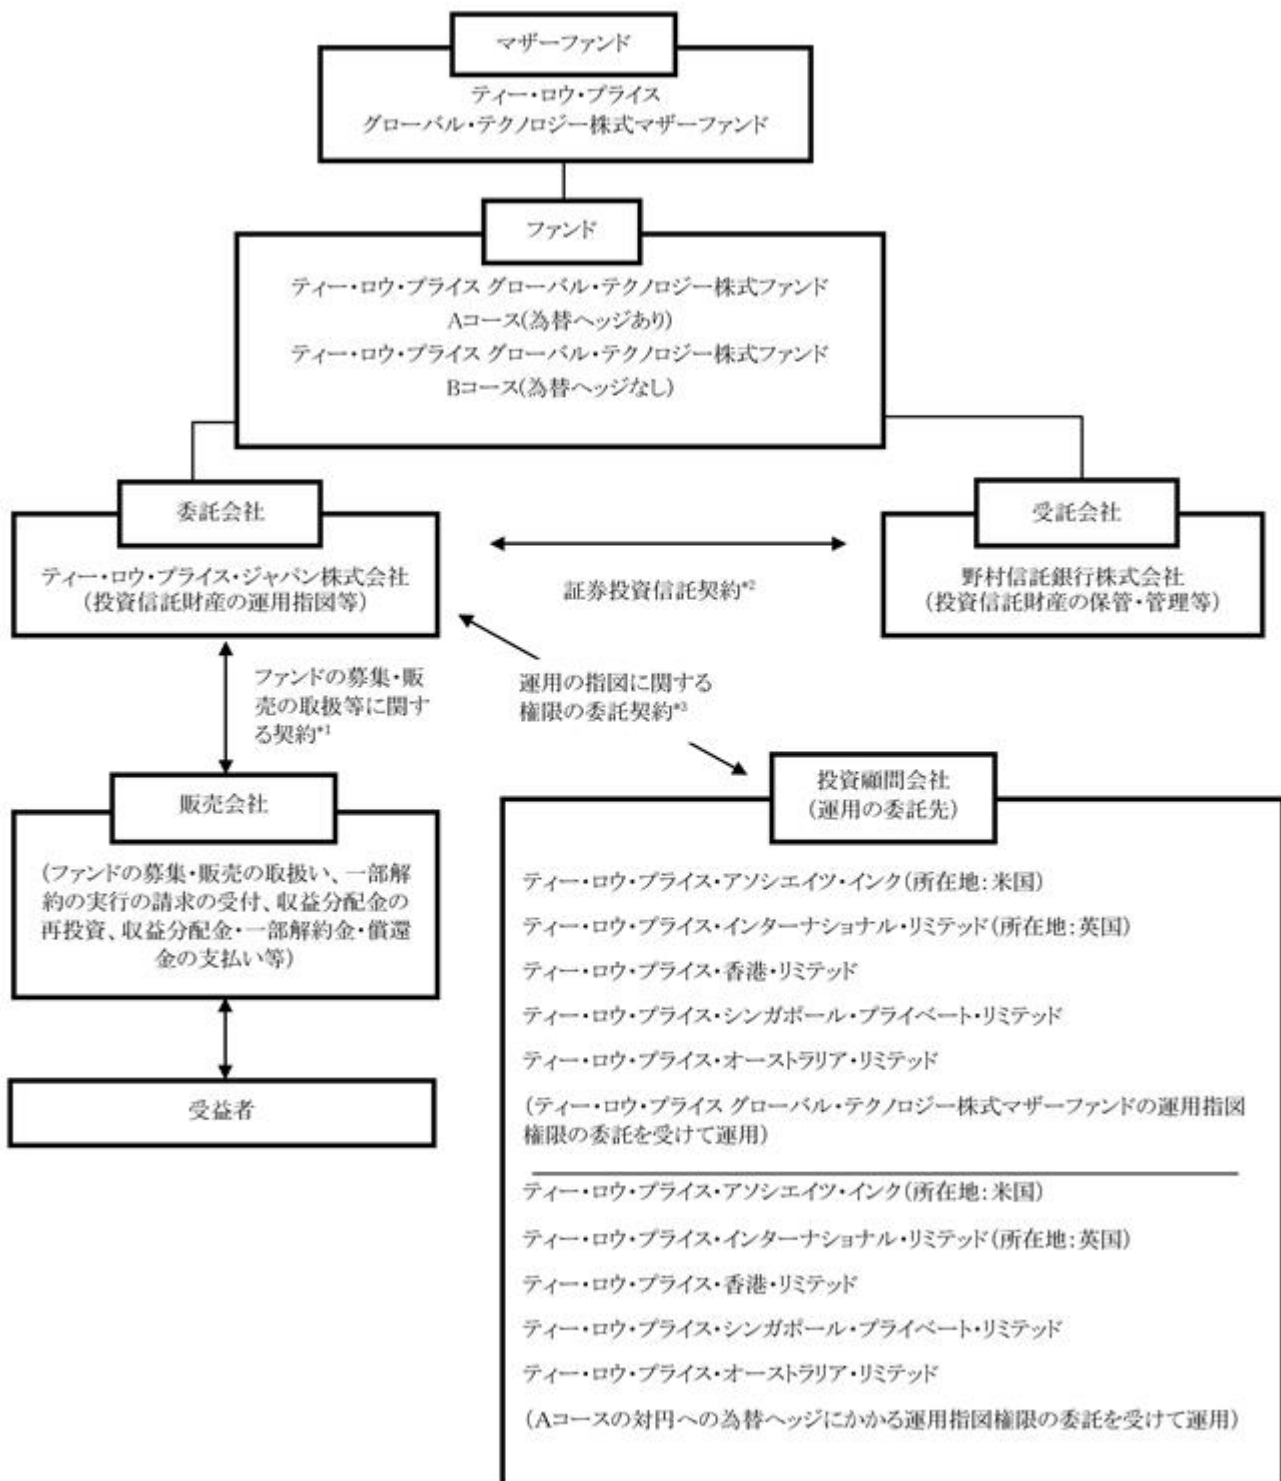 マザーファンド
ティー・ロウ・プライス
グローバル・テクノロジー株式マザーファンド
ファンド
ティー・ロウ・プライス グローバル・テクノロジー株式ファンド
Aコース(為替ヘッジあり)
ティー・ロウ・プライス グローバル・テクノロジー株式ファンド
Bコース(為替ヘッジなし)
委託会社
ティー・ロウ・プライス・ジャパン株式会社
(投資信託財産の運用指図等)
証券投資信託契約*2
受託会社
野村信託銀行株式会社
(投資信託財産の保管・管理等)
ファンドの募集・販
売の取扱等に関す
る契約*1
運用の指図に関する
権限の委託契約*3
販売会社
(ファンドの募集・販売の取扱い、一部解
約の実行の請求の受付、収益分配金の
再投資、収益分配金・一部解約金・償還
金の支払い等)
受益者
投資顧問会社
(運用の委託先)
ティー・ロウ・プライス・アソシエイツ・インク(所在地:米国)
ティー・ロウ・プライス・インターナショナル・リミテッド(所在地:英国)
ティー・ロウ・プライス・香港・リミテッド
ティー・ロウ・プライス・シンガポール・プライベート・リミテッド
ティー・ロウ・プライス・オーストラリア・リミテッド
(ティー・ロウ・プライス グローバル・テクノロジー株式マザーファンドの運用指図
権限の委託を受けて運用)
ティー・ロウ・プライス・アソシエイツ・インク(所在地:米国)
ティー・ロウ・プライス・インターナショナル・リミテッド(所在地:英国)
ティー・ロウ・プライス・香港・リミテッド
ティー・ロウ・プライス・シンガポール・プライベート・リミテッド
ティー・ロウ・プライス・オーストラリア・リミテッド
(Aコースの対円への為替ヘッジにかかる運用指図権限の委託を受けて運用)